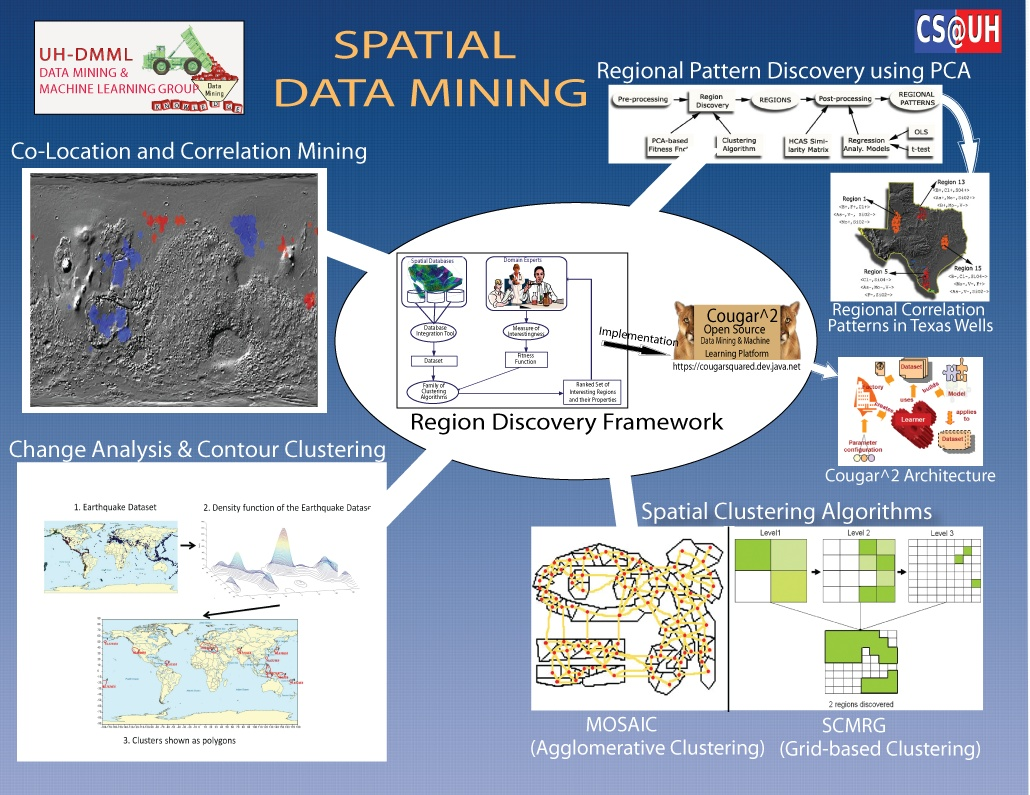 UH-DMML
DATA MINING &
MACHINE LEARNING GROUP
Data
Mining
KNOWLEDGE
SPATIAL
DATA MINING
CS@UH
Regional Pattern Discovery using PCA
Pre-processing
Region
Discovery
REGIONS
Post-processing
REGIONAL
PATTERNS
PCA-based
Fitness Fnc
Clustering
Algorithm
HCAS Simi-
larity Matrix
Regression
Analy. Models
OLS
t-test
Co-Location and Correlation Mining
Region 13
Region 1
Region 5
Region 15
Regional Correlation
Patterns in Texas Wells
Spatial Databases
Domain Experts
Database
Integration Tool
Measure of
Interestingness
Dataset
Fitness
Function
Family of
Clustering
Algorithms
Ranked Set of
Interesting Regions
and their Properties
Implementation
Cougar^2
Open Source
Data Mining & Machine
Learning Platform
https://cougarsquared.dev.java.net
Region Discovery Framework
Dataset
Factory
creates
uses
builds
Model
Learner
applies
to
Parameter
configuration
Dataset
Cougar^2 Architecture
Change Analysis & Contour Clustering
1. Earthquake Dataset
2. Density function of the Earthquake Datase
3. Clusters shown as polygons
Spatial Clustering Algorithms
Level1
Level 2
Level 3
2 regions discovered
MOSAIC
(Agglomerative Clustering)
SCMRG
(Grid-based Clustering)